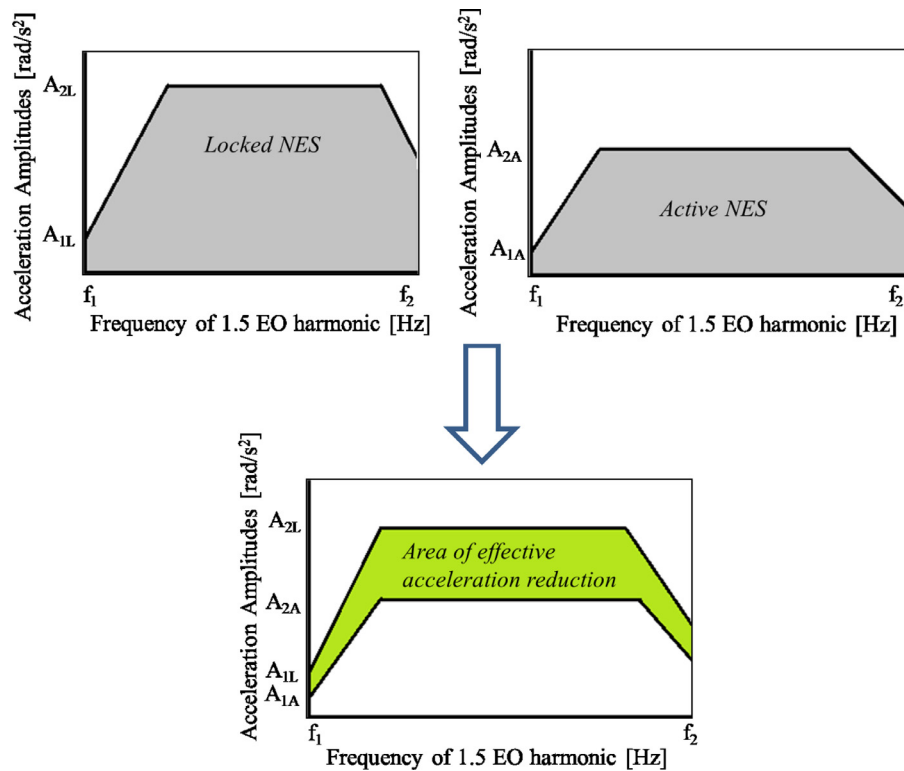 Acceleration Amplitudes [rad/s²]
A2L
A1L
Locked NES
f1
f2
Frequency of 1.5 EO harmonic [Hz]
Acceleration Amplitudes [rad/s²]
A2A
A1A
Active NES
f1
f2
Frequency of 1.5 EO harmonic [Hz]
Acceleration Amplitudes [rad/s²]
A2L
A2A
A1L
A1A
Area of effective
acceleration reduction
f1
f2
Frequency of 1.5 EO harmonic [Hz]